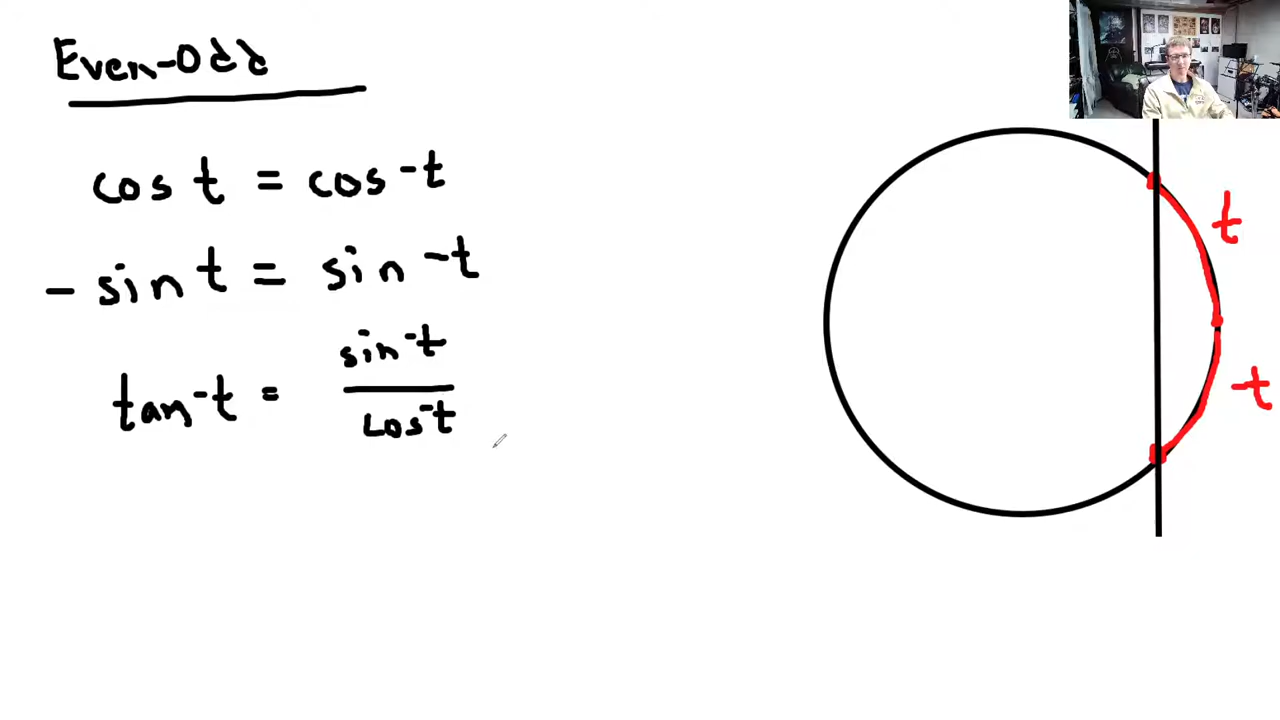 Even-Odd
cos t = cos -t
- sin t = sin -t
tan -t = sin -t / cos -t
t
-t